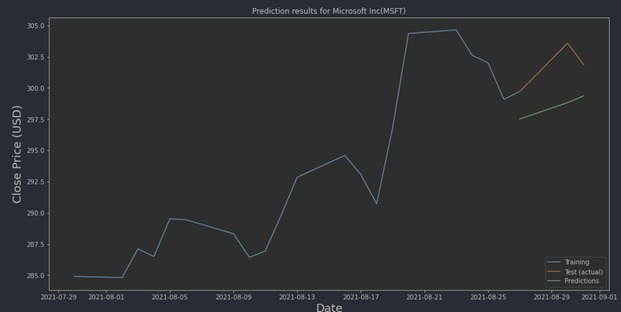 Prediction results for Microsoft Inc(MSFT)
305.0
302.5
300.0
297.5
295.0
292.5
290.0
287.5
285.0
Close Price (USD)
Training
Test (actual)
Predictions
2021-07-29 2021-08-01 2021-08-05 2021-08-09 2021-08-13 2021-08-17 2021-08-21 2021-08-25 2021-08-29 2021-09-01
Date